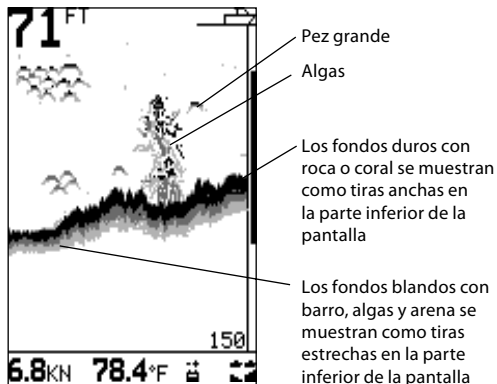 71 FT
Pez grande
Algas
Los fondos duros con
roca o coral se muestran
como tiras anchas en
la parte inferior de la
pantalla
Los fondos blandos con
barro, algas y arena se
muestran como tiras
estrechas en la parte
inferior de la pantalla
150
6.8KN 78.4°F